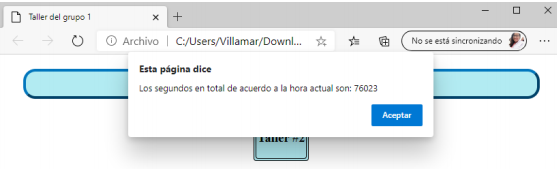 Taller del grupo 1
Archivo | C:/Users/Villamar/Downl... No se está sincronizando
Esta página dice
Los segundos en total de acuerdo a la hora actual son: 76023
Aceptar
Taller #2